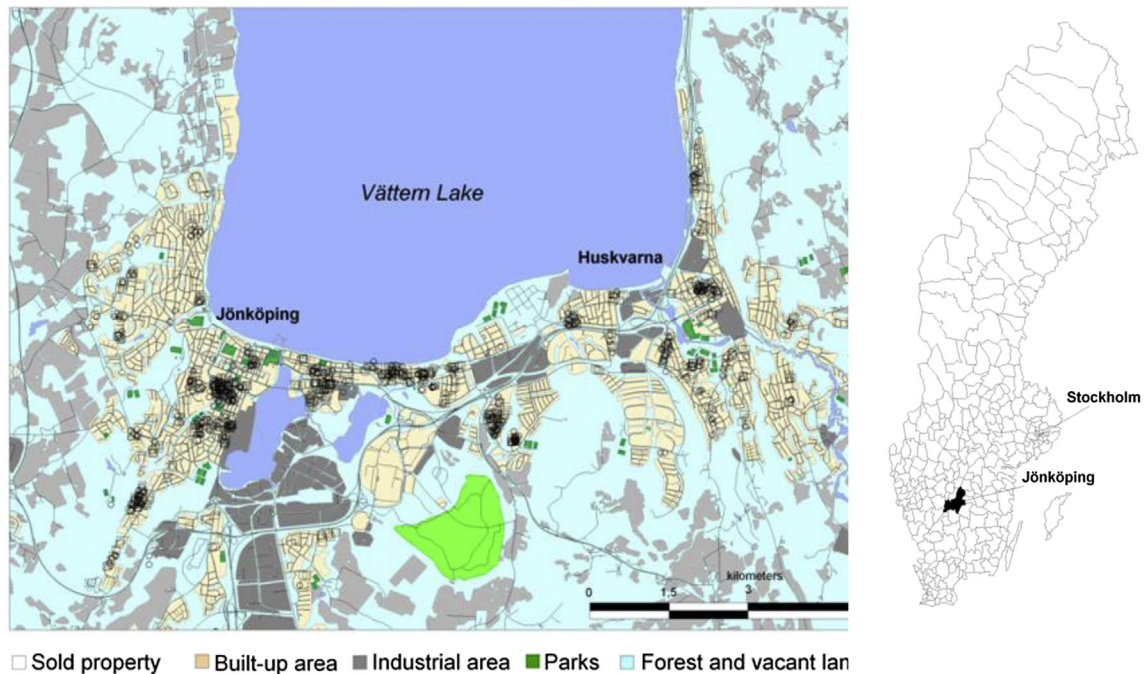 Vättern Lake
Huskvarna
Jönköping
kilometers
0 1,5 3
Stockholm
Jönköping
Sold property Built-up area Industrial area Parks Forest and vacant lan